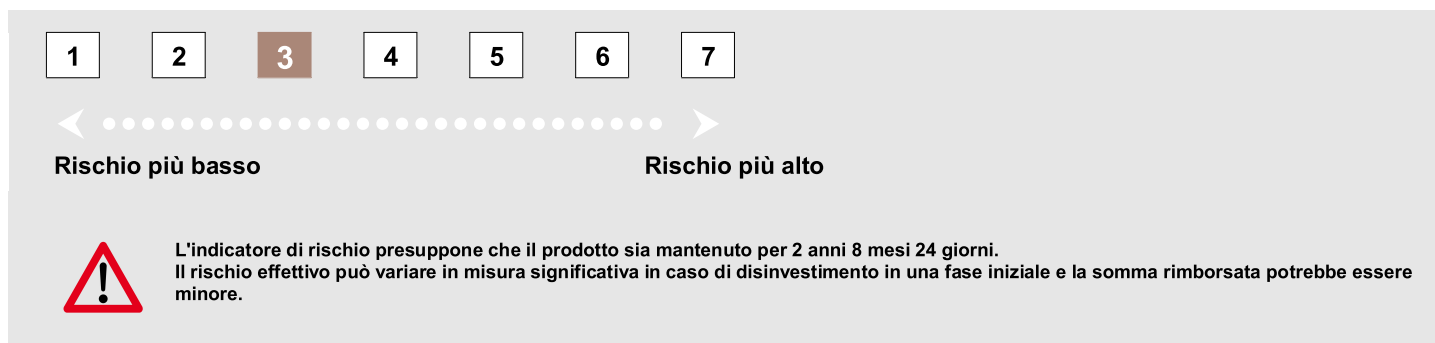 1 2 3 4 5 6 7
Rischio più basso Rischio più alto
L'indicatore di rischio presuppone che il prodotto sia mantenuto per 2 anni 8 mesi 24 giorni.
Il rischio effettivo può variare in misura significativa in caso di disinvestimento in una fase iniziale e la somma rimborsata potrebbe essere
minore.